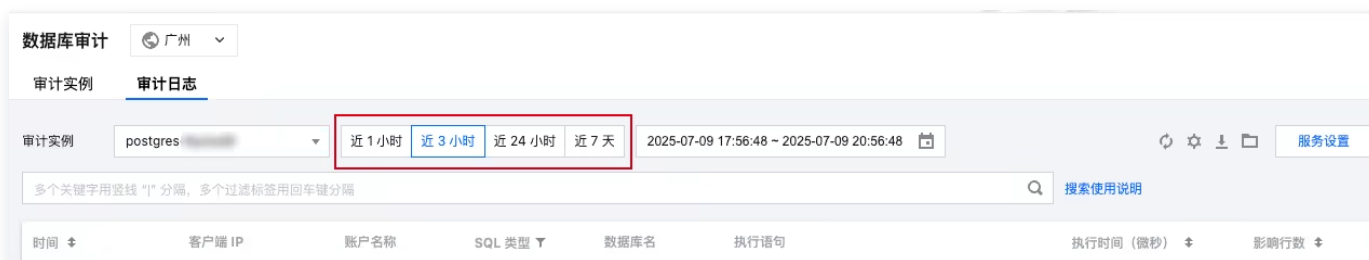 数据库审计 广州
审计实例 审计日志
审计实例 postgres 近 1 小时 近 3 小时 近 24 小时 近 7 天 2025-07-09 17:56:48 ~ 2025-07-09 20:56:48 服务设置
多个关键字用竖线 "|" 分隔，多个过滤标签用回车键分隔 搜索使用说明
时间 客户端 IP 账户名称 SQL 类型 数据库名 执行语句 执行时间（微秒） 影响行数